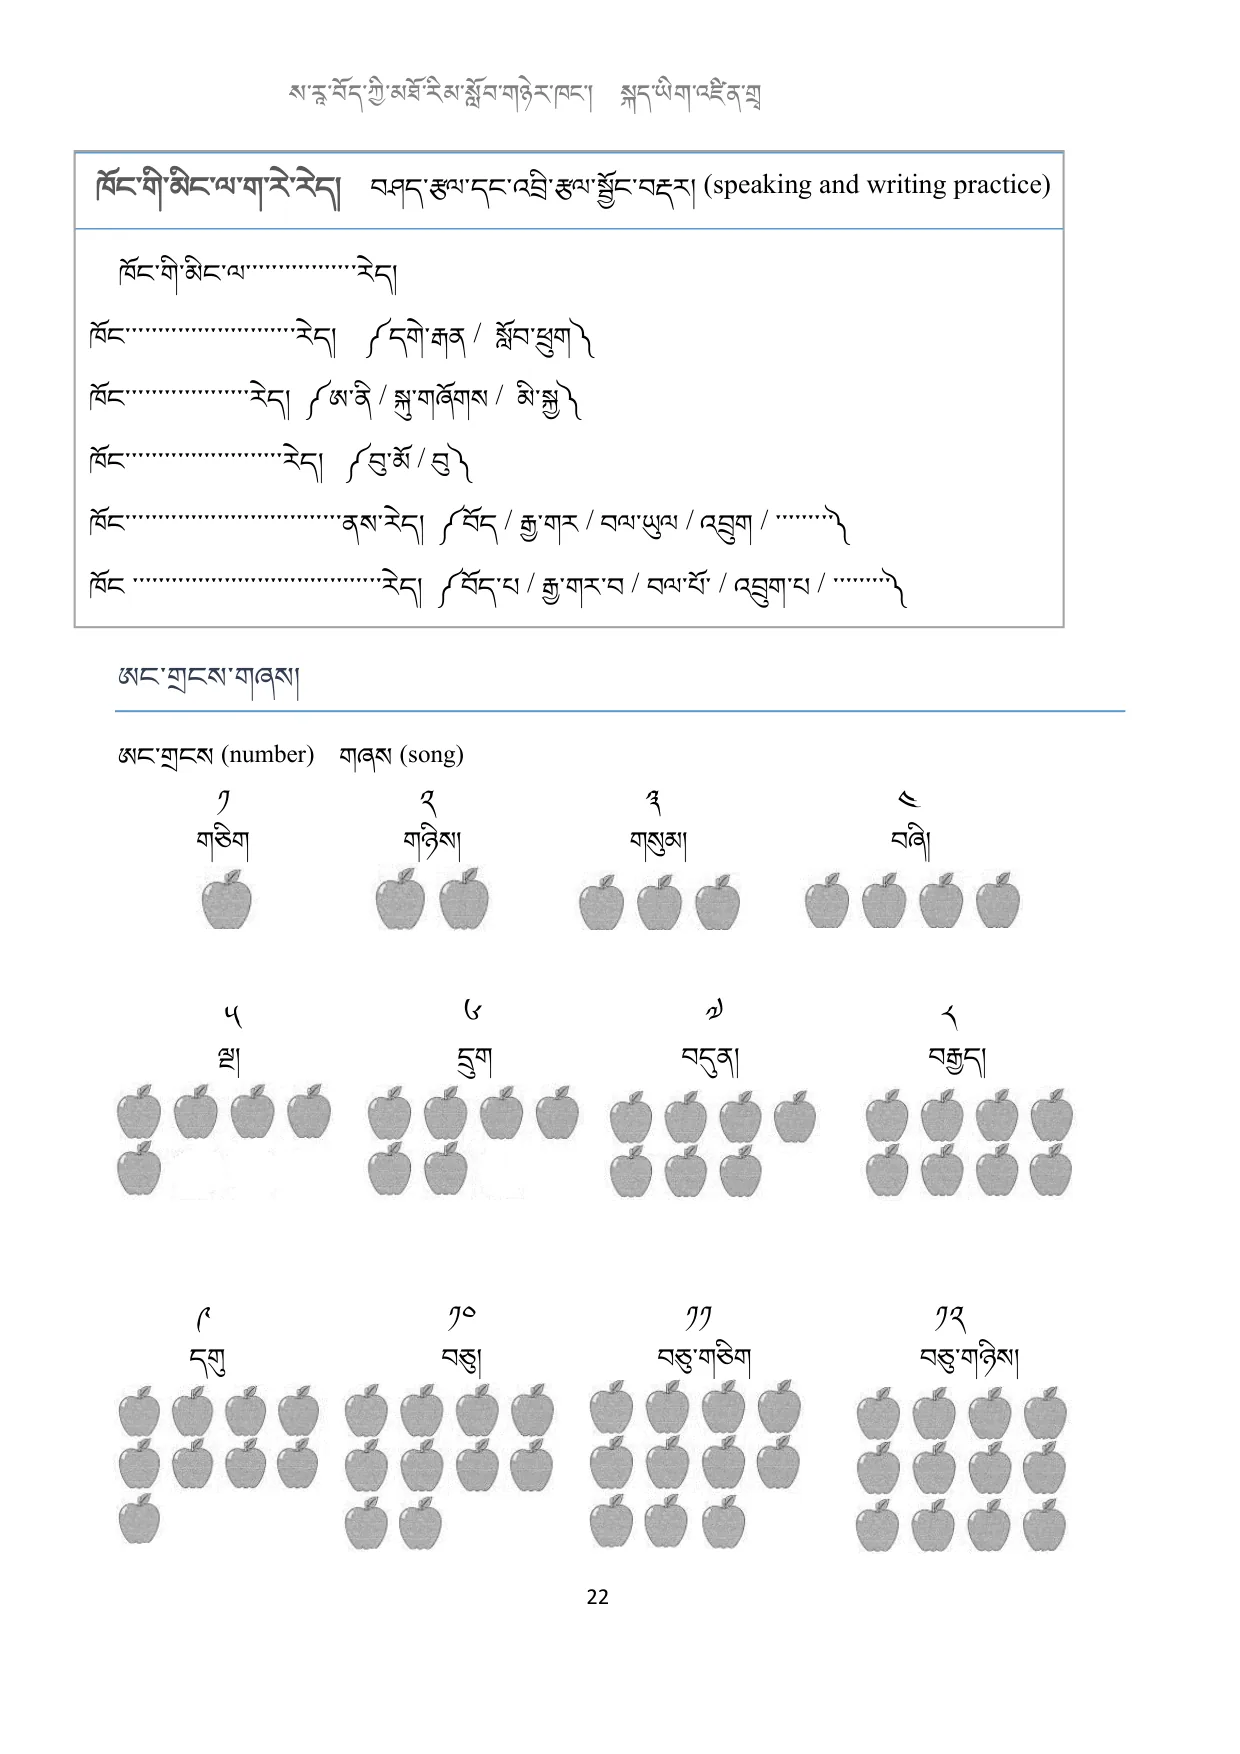 ས་རཱ་བོད་ཀྱི་མཐོ་རིམ་སློབ་གཉེར་ཁང་། སྐད་ཡིག་འཛིན་གྲྭ
ཁོང་གི་མིང་ལ་ག་རེ་རེད། བཤད་རྩལ་དང་འབྲི་རྩལ་སྦྱོང་བརྡར། (speaking and writing practice)
ཁོང་གི་མིང་ལ.................རེད།
ཁོང..........................རེད། ༼དགེ་རྒན / སློབ་ཕྲུག༽
ཁོང...................རེད། ༼ཨ་ནི / སྐུ་གཞོགས / མི་སྐྱ༽
ཁོང........................རེད། ༼བུ་མོ / བུ༽
ཁོང.................................ནས་རེད། ༼བོད / རྒྱ་གར / བལ་ཡུལ / འབྲུག / .........༽
ཁོང ......................................རེད། ༼བོད་པ / རྒྱ་གར་བ / བལ་པོ་ / འབྲུག་པ / .........༽
ཨང་གྲངས་གཞས།
ཨང་གྲངས (number) གཞས (song)
༡ ༢ ༣ ༤
གཅིག གཉིས། གསུམ། བཞི།
༥ ༦ ༧ ༨
ལྔ། དྲུག བདུན། བརྒྱད།
༩ ༡༠ ༡༡ ༡༢
དགུ བཅུ། བཅུ་གཅིག བཅུ་གཉིས།
22